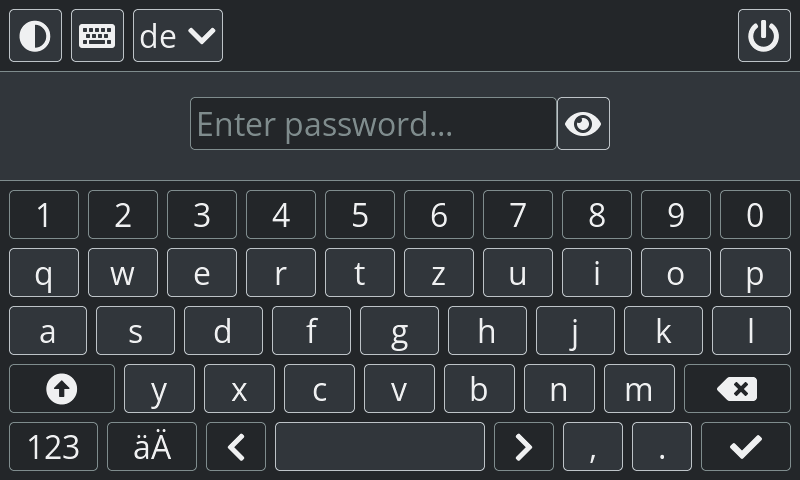 de
Enter password...
1 2 3 4 5 6 7 8 9 0
q w e r t z u i o p
a s d f g h j k l
y x c v b n m
123 äÄ , .